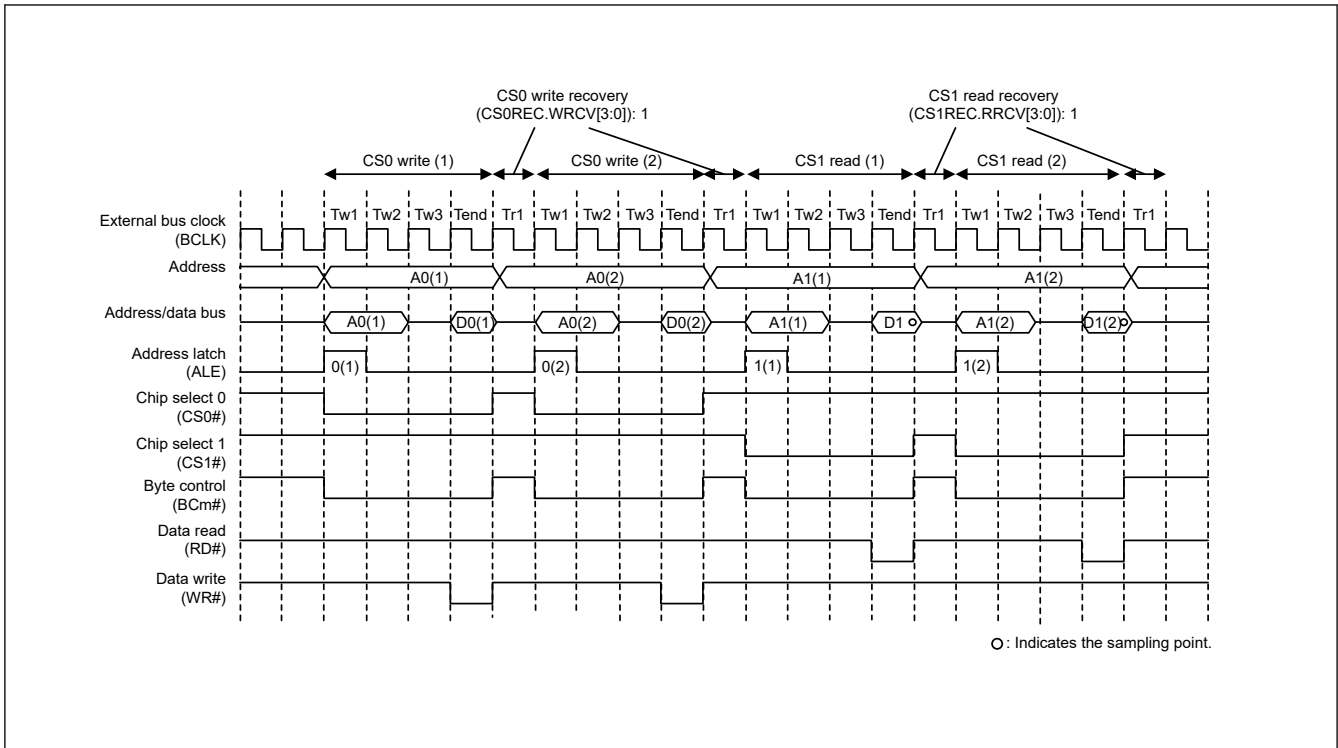 CS0 write recovery
(CS0REC.WRCV[3:0]): 1
CS1 read recovery
(CS1REC.RRCV[3:0]): 1
CS0 write (1)
CS0 write (2)
CS1 read (1)
CS1 read (2)
Tw1 Tw2 Tw3 Tend Tr1 Tw1 Tw2 Tw3 Tend Tr1 Tw1 Tw2 Tw3 Tend Tr1 Tw1 Tw2 Tw3 Tend Tr1
External bus clock
(BCLK)
Address
A0(1) A0(2) A1(1) A1(2)
Address/data bus
A0(1) D0(1) A0(2) D0(2) A1(1) D1 A1(2) D1(2)
Address latch
(ALE)
0(1) 0(2) 1(1) 1(2)
Chip select 0
(CS0#)
Chip select 1
(CS1#)
Byte control
(BCm#)
Data read
(RD#)
Data write
(WR#)
: Indicates the sampling point.